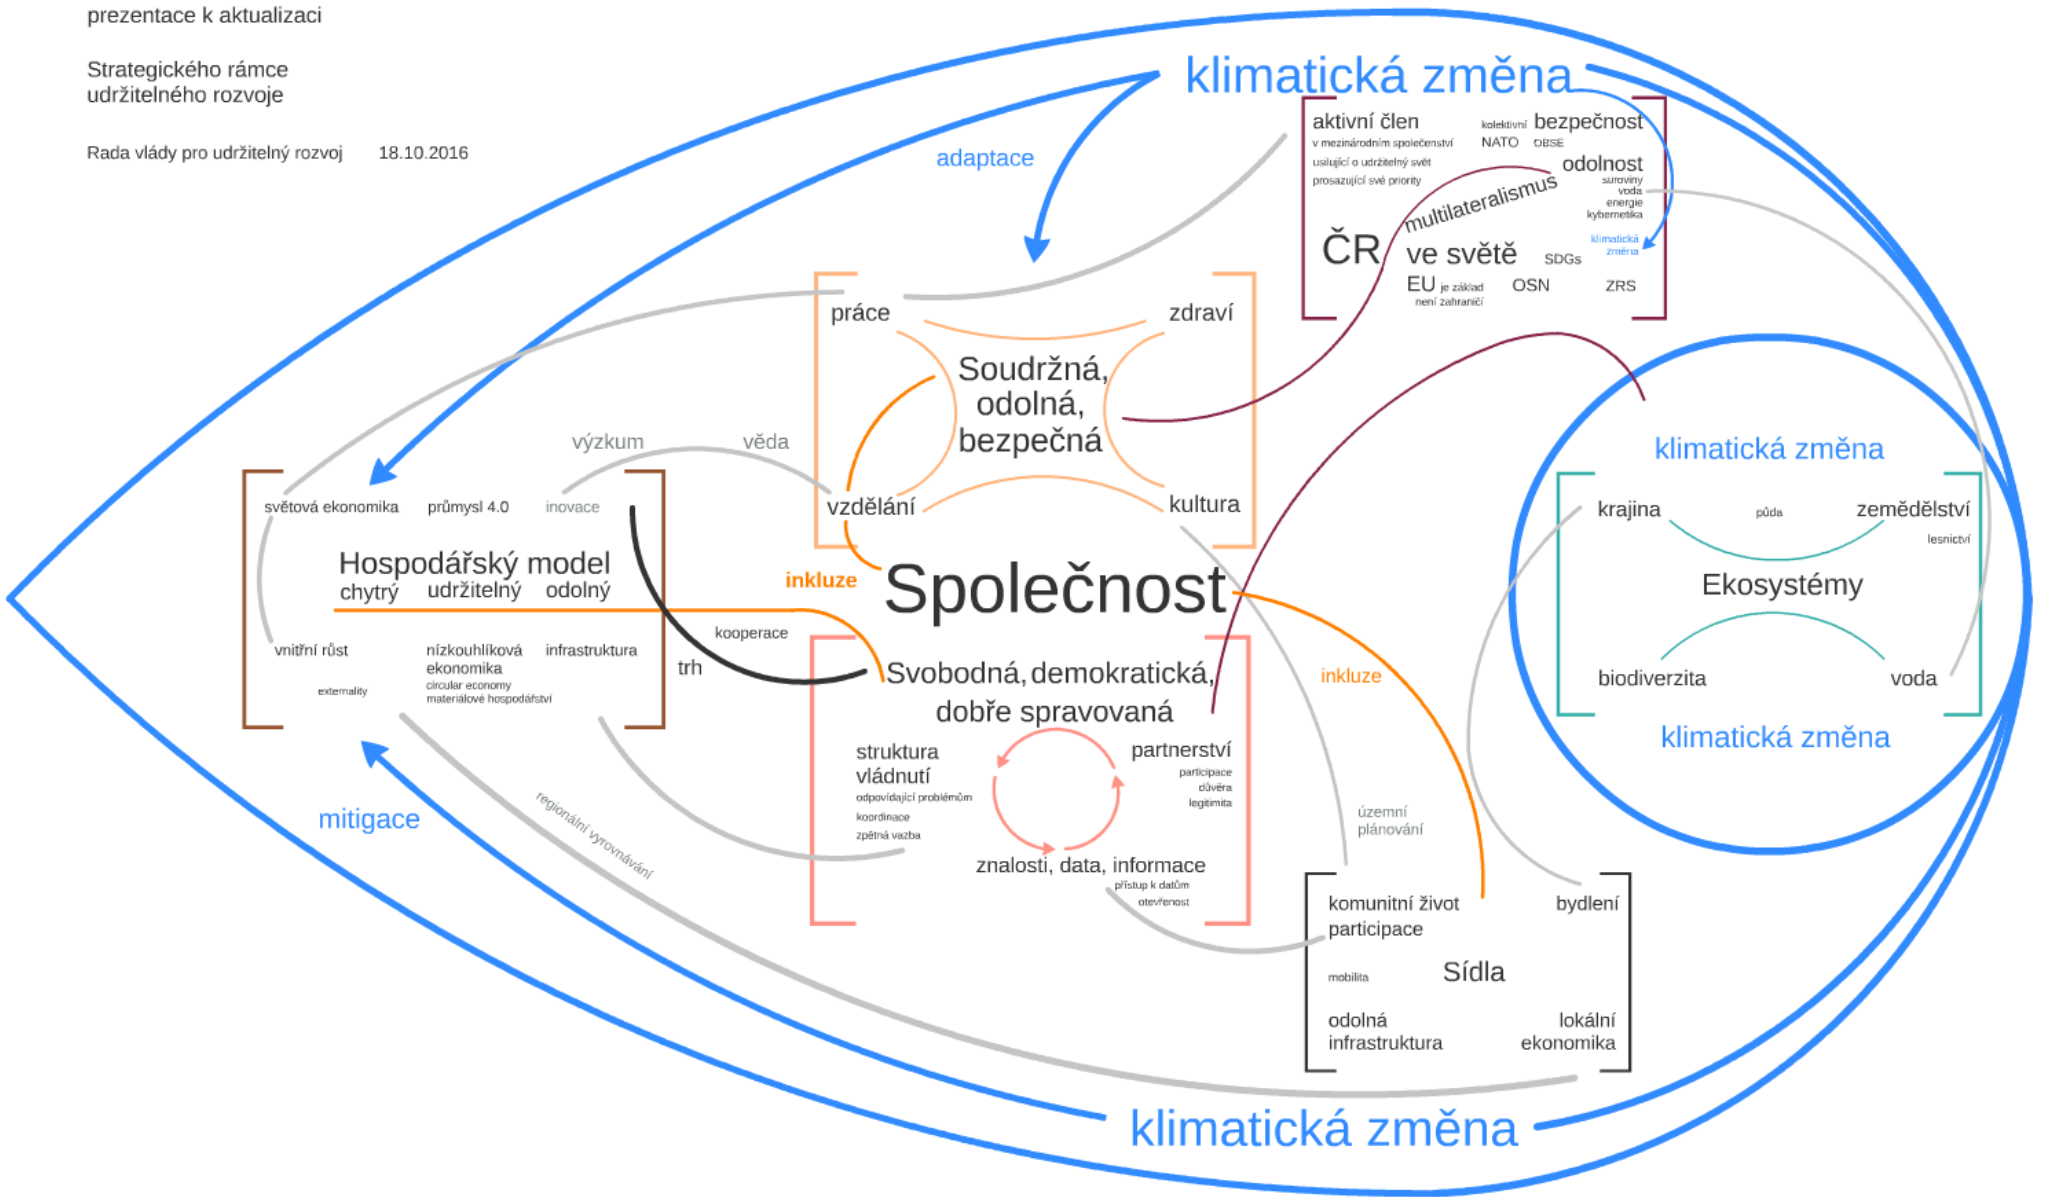 prezentace k aktualizaci
Strategického rámce
udržitelného rozvoje
Rada vlády pro udržitelný rozvoj 18.10.2016
klimatická změna
adaptace
aktivní člen
v mezinárodním společenství
usilující o udržitelný svět
prosazující své priority
kolektivní bezpečnost
NATO OBSE
odolnost
suroviny
voda
energie
kybernetika
klimatická
změna
multilateralismus
ČR ve světě
SDGs
EU je základ
není zahraničí
OSN
ZRS
práce
zdraví
Soudržná,
odolná,
bezpečná
vzdělání
kultura
výzkum
věda
světová ekonomika
průmysl 4.0
inovace
Hospodářský model
chytrý udržitelný odolný
vnitřní růst
externality
nízkouhlíková
ekonomika
circular economy
materiálové hospodářství
infrastruktura
inkluze
Společnost
kooperace
trh
Svobodná, demokratická,
dobře spravovaná
struktura
vládnutí
odpovídající problémům
koordinace
zpětná vazba
partnerství
participace
důvěra
legitimita
znalosti, data, informace
přístup k datům
otevřenost
inkluze
klimatická změna
krajina
půda
zemědělství
lesnictví
Ekosystémy
biodiverzita
voda
klimatická změna
mitigace
regionální vyrovnávání
územní
plánování
komunitní život
participace
bydlení
mobilita
Sídla
odolná
infrastruktura
lokální
ekonomika
klimatická změna